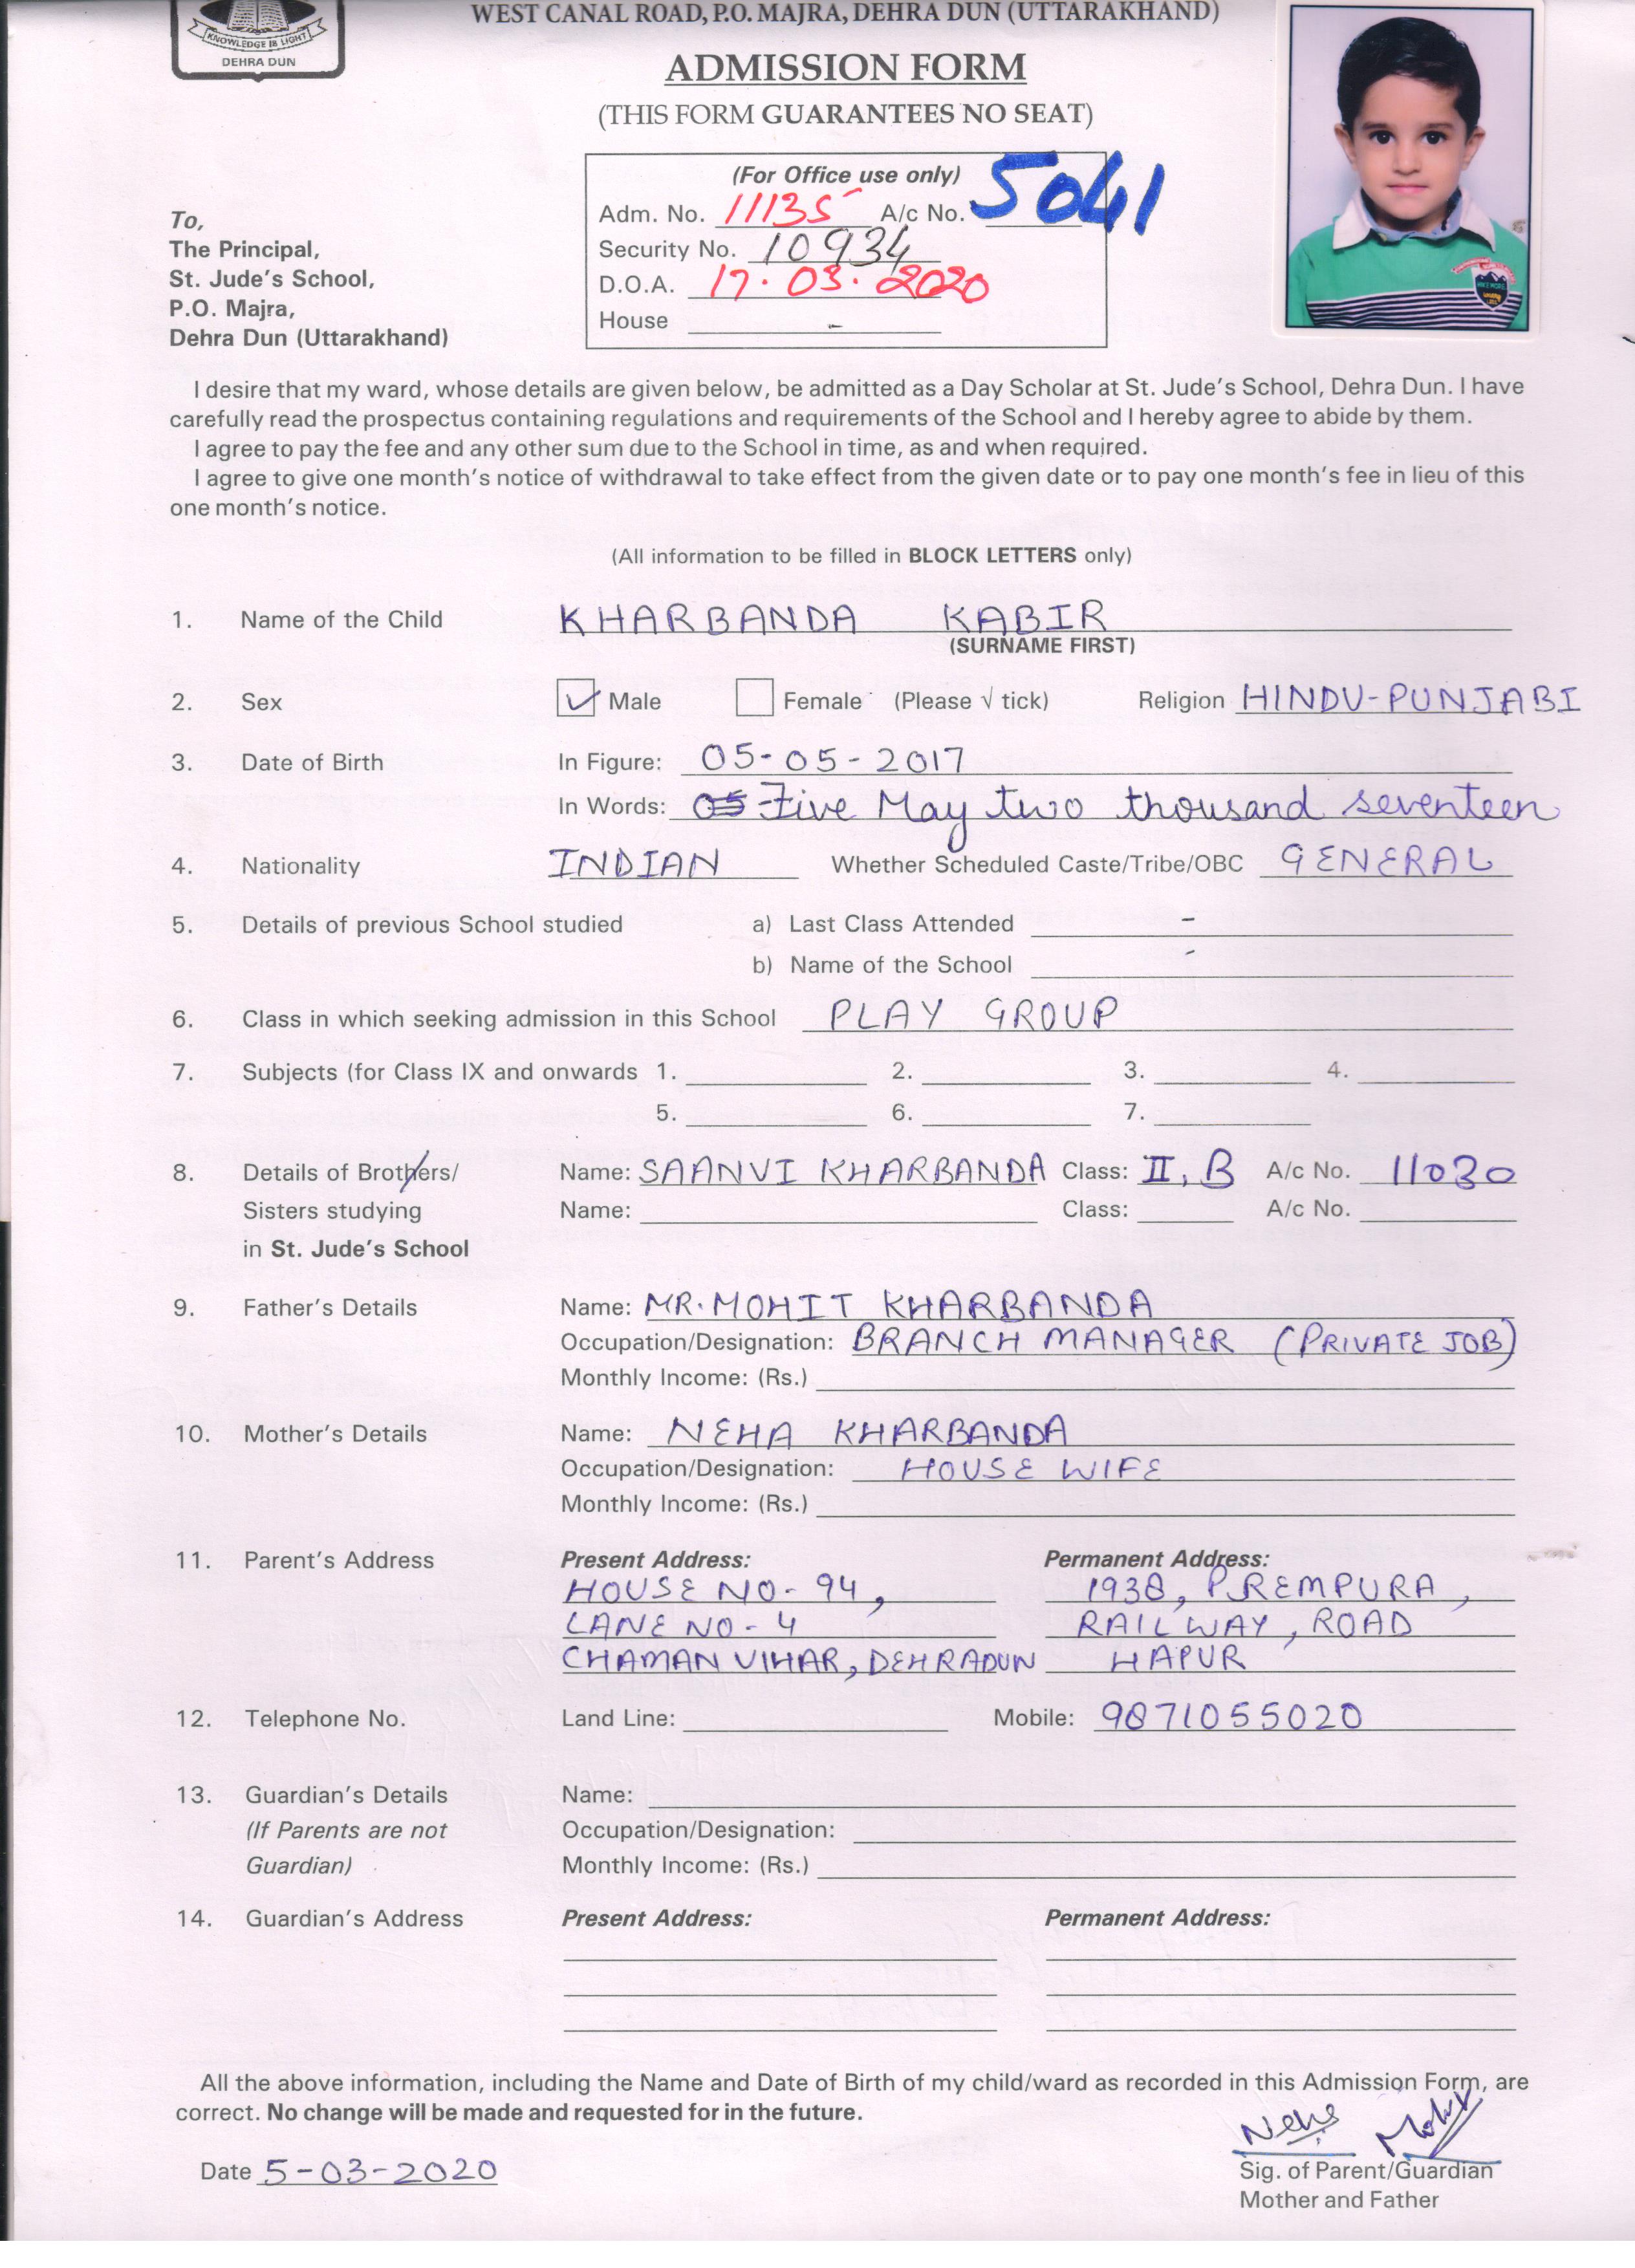 WEST CANAL ROAD, P.O. MAJRA, DEHRA DUN (UTTARAKHAND)
KNOWLEDGE IS LIGHT
DEHRA DUN
ADMISSION FORM
(THIS FORM GUARANTEES NO SEAT)
(For Office use only)
Adm. No. 11135 A/c No. 5041
Security No. 10934
D.O.A. 17.03.2020
House -
To,
The Principal,
St. Jude's School,
P.O. Majra,
Dehra Dun (Uttarakhand)
I desire that my ward, whose details are given below, be admitted as a Day Scholar at St. Jude's School, Dehra Dun. I have
carefully read the prospectus containing regulations and requirements of the School and I hereby agree to abide by them.
I agree to pay the fee and any other sum due to the School in time, as and when required.
I agree to give one month's notice of withdrawal to take effect from the given date or to pay one month's fee in lieu of this
one month's notice.
(All information to be filled in BLOCK LETTERS only)
1. Name of the Child KHARBANDA KABIR
(SURNAME FIRST)
2. Sex Male Female (Please √ tick) Religion HINDU-PUNJABI
3. Date of Birth In Figure: 05-05-2017
In Words: Five May two thousand seventeen
4. Nationality INDIAN Whether Scheduled Caste/Tribe/OBC GENERAL
5. Details of previous School studied a) Last Class Attended -
b) Name of the School -
6. Class in which seeking admission in this School PLAY GROUP
7. Subjects (for Class IX and onwards 1. 2. 3. 4.
5. 6. 7.
8. Details of Brothers/ Name: SAANVI KHARBANDA Class: II, B A/c No. 11030
Sisters studying Name: Class: A/c No.
in St. Jude's School
9. Father's Details Name: MR. MOHIT KHARBANDA
Occupation/Designation: BRANCH MANAGER (PRIVATE JOB)
Monthly Income: (Rs.)
10. Mother's Details Name: NEHA KHARBANDA
Occupation/Designation: HOUSE WIFE
Monthly Income: (Rs.)
11. Parent's Address Present Address: Permanent Address:
HOUSE NO-94, 1938, PREMPURA,
LANE NO-4 RAILWAY, ROAD
CHAMAN VIHAR, DEHRADUN HAPUR
12. Telephone No. Land Line: Mobile: 9871055020
13. Guardian's Details Name:
(If Parents are not Occupation/Designation:
Guardian) Monthly Income: (Rs.)
14. Guardian's Address Present Address: Permanent Address:
All the above information, including the Name and Date of Birth of my child/ward as recorded in this Admission Form, are
correct. No change will be made and requested for in the future.
Neha Mohit
Date 5-03-2020 Sig. of Parent/Guardian
Mother and Father